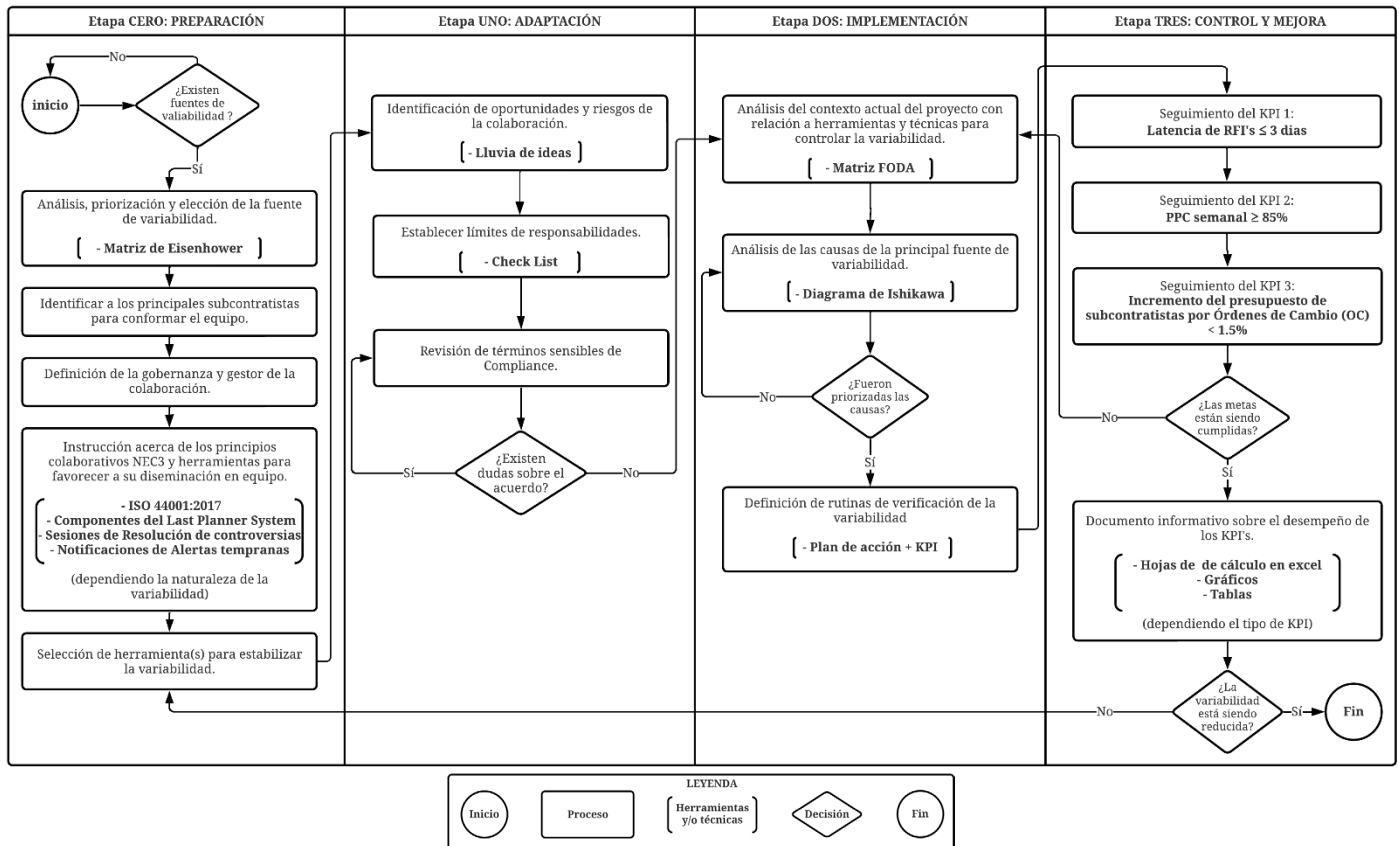 Etapa CERO: PREPARACIÓN
No
inicio
¿Existen
fuentes de
valiabilidad ?
Sí
Análisis, priorización y elección de la fuente
de variabilidad.
- Matriz de Eisenhower
Identificar a los principales subcontratistas
para conformar el equipo.
Definición de la gobernanza y gestor de la
colaboración.
Instrucción acerca de los principios
colaborativos NEC3 y herramientas para
favorecer a su diseminación en equipo.
- ISO 44001:2017
- Componentes del Last Planner System
- Sesiones de Resolución de controversias
- Notificaciones de Alertas tempranas
(dependiendo la naturaleza de la
variabilidad)
Selección de herramienta(s) para estabilizar
la variabilidad.
Etapa UNO: ADAPTACIÓN
Identificación de oportunidades y riesgos de
la colaboración.
- Lluvia de ideas
Establecer límites de responsabilidades.
- Check List
Revisión de términos sensibles de
Compliance.
¿Existen
dudas sobre el
acuerdo?
Sí
No
Etapa DOS: IMPLEMENTACIÓN
Análisis del contexto actual del proyecto con
relación a herramientas y técnicas para
controlar la variabilidad.
- Matriz FODA
Análisis de las causas de la principal fuente de
variabilidad.
- Diagrama de Ishikawa
¿Fueron
priorizadas las
causas?
No
Sí
Definición de rutinas de verificación de la
variabilidad
- Plan de acción + KPI
Etapa TRES: CONTROL Y MEJORA
Seguimiento del KPI 1:
Latencia de RFI's ≤ 3 dias
Seguimiento del KPI 2:
PPC semanal ≥ 85%
Seguimiento del KPI 3:
Incremento del presupuesto de
subcontratistas por Órdenes de Cambio (OC)
< 1.5%
¿Las metas
están siendo
cumplidas?
No
Sí
Documento informativo sobre el desempeño de
los KPI's.
- Hojas de de cálculo en excel
- Gráficos
- Tablas
(dependiendo el tipo de KPI)
¿La
variabilidad
está siendo
reducida?
No
Sí
Fin
LEYENDA
Inicio
Proceso
Herramientas
y/o técnicas
Decisión
Fin